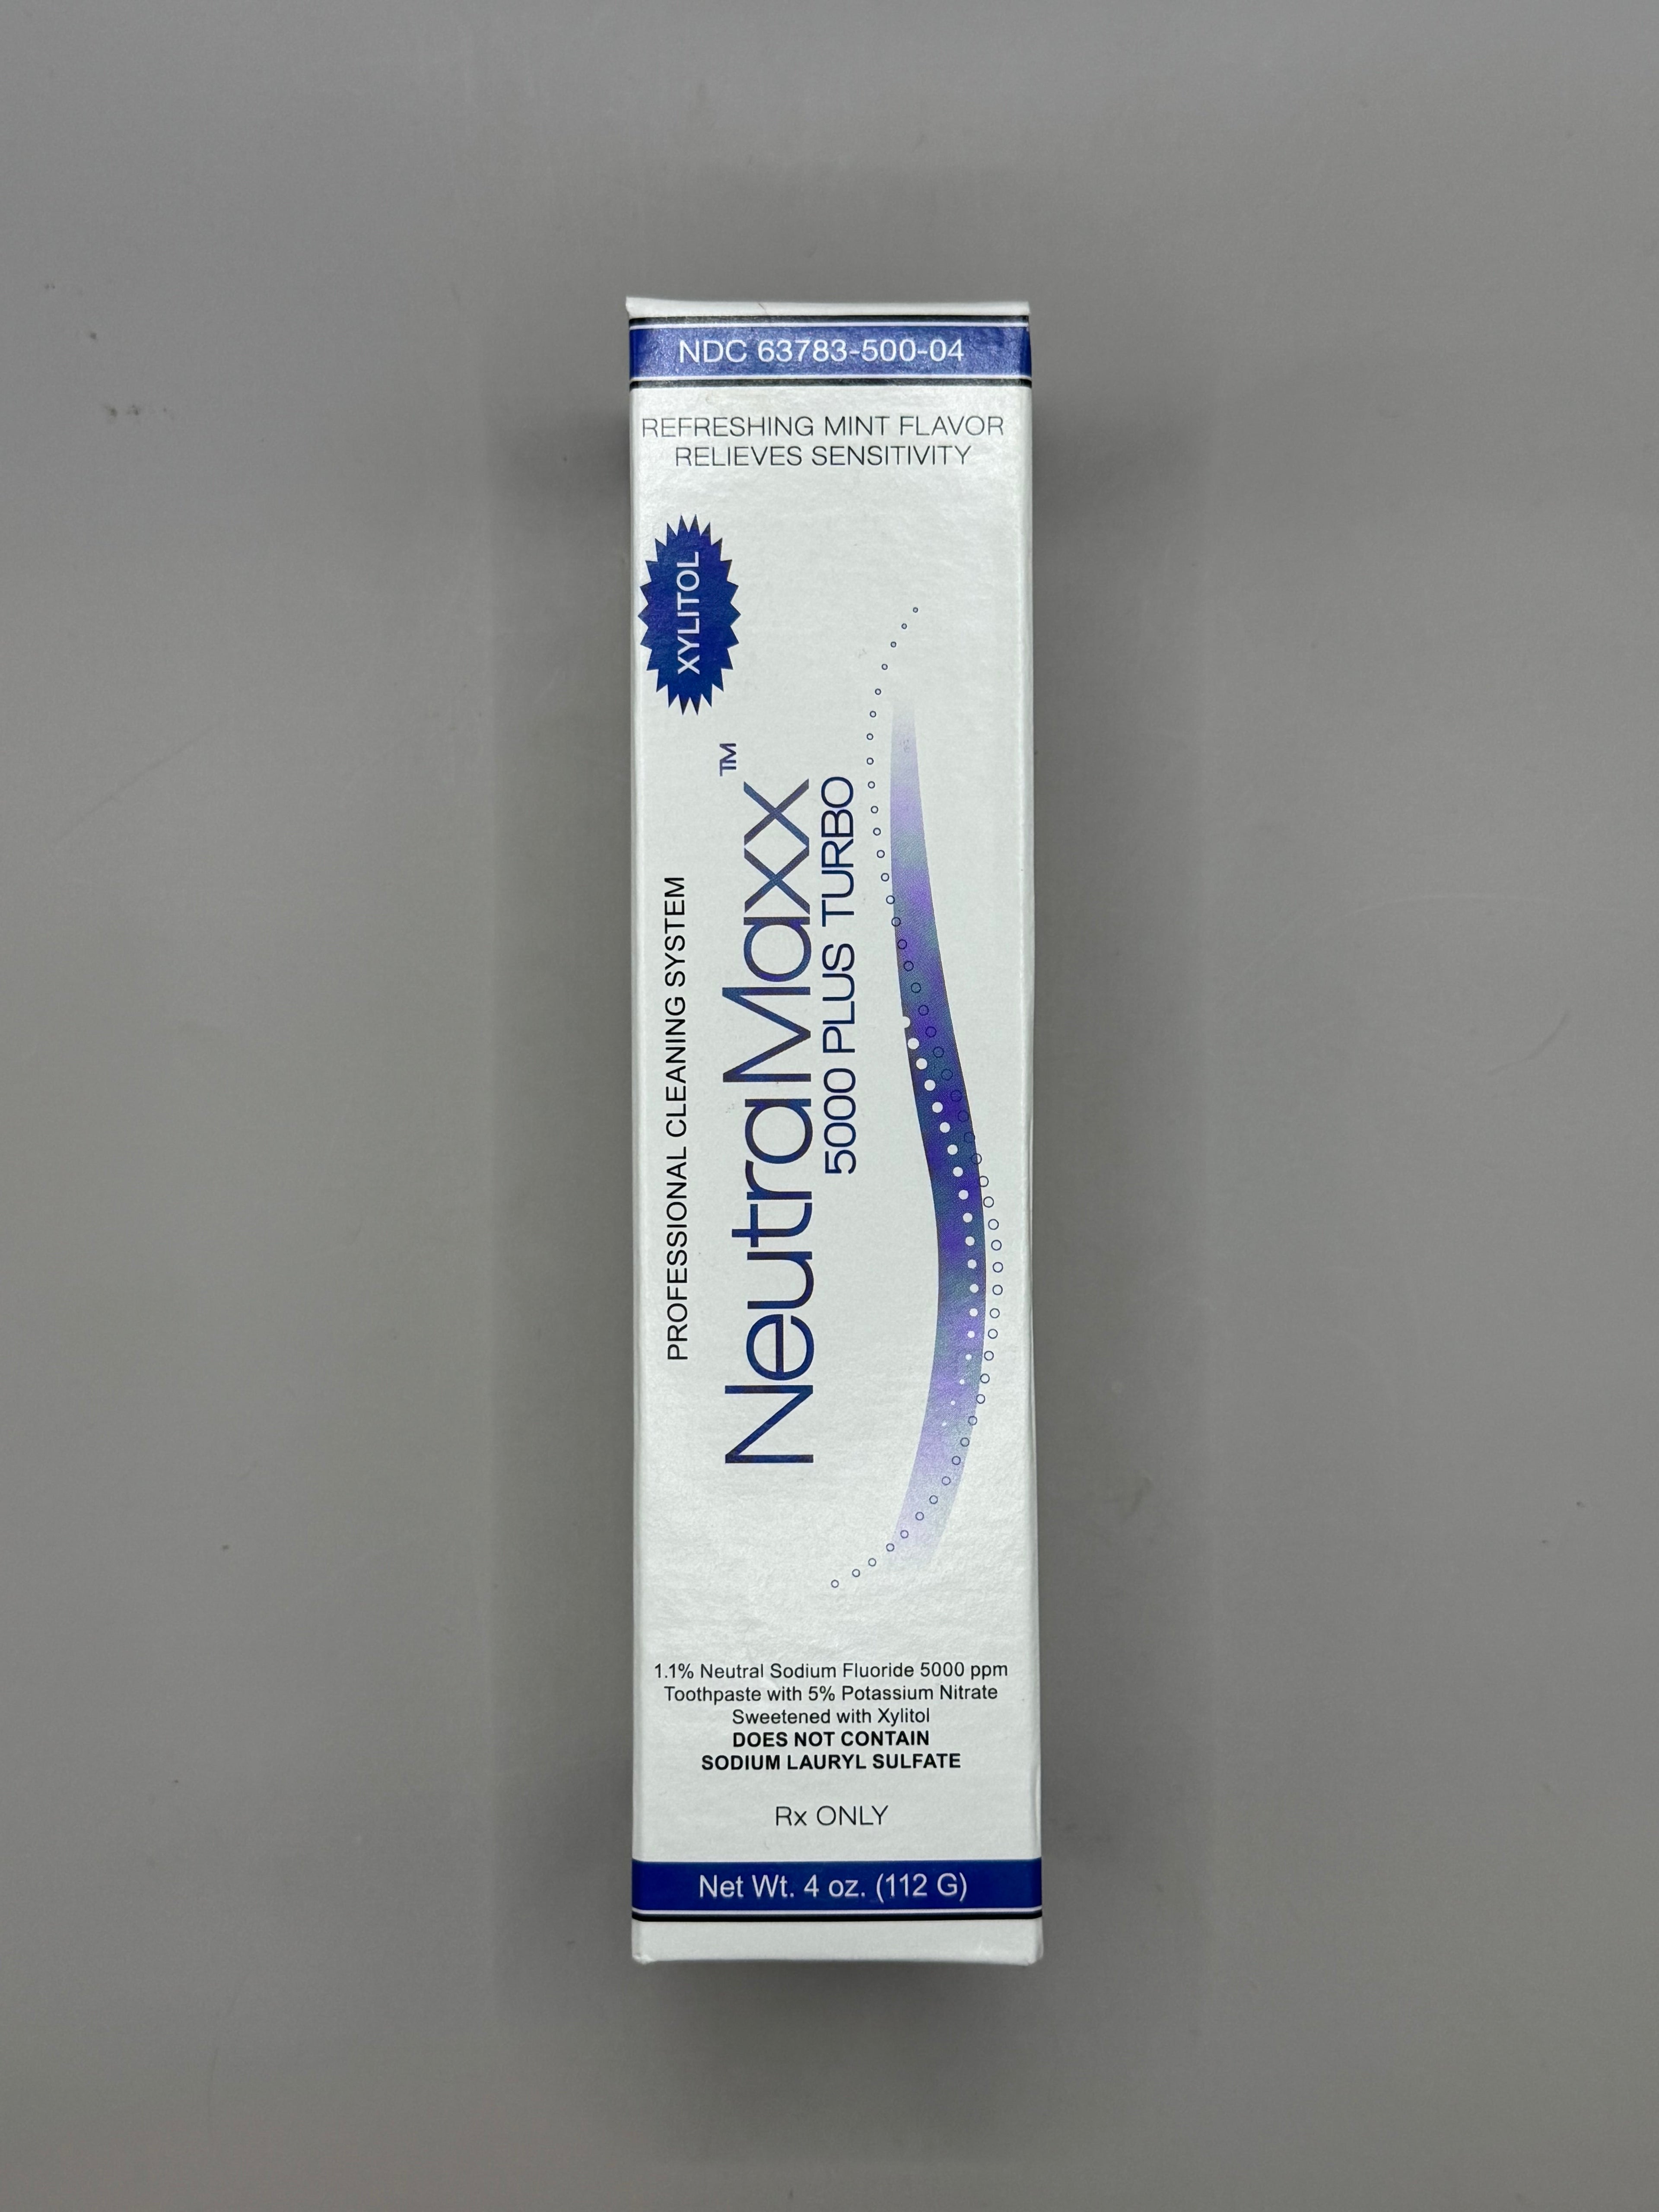 NDC 63783-500-04
REFRESHING MINT FLAVOR
RELIEVES SENSITIVITY
XYLITOL
PROFESSIONAL CLEANING SYSTEM
NeutraMaxx™
5000 PLUS TURBO
1.1% Neutral Sodium Fluoride 5000 ppm
Toothpaste with 5% Potassium Nitrate
Sweetened with Xylitol
DOES NOT CONTAIN
SODIUM LAURYL SULFATE
Rx ONLY
Net Wt. 4 oz. (112 G)